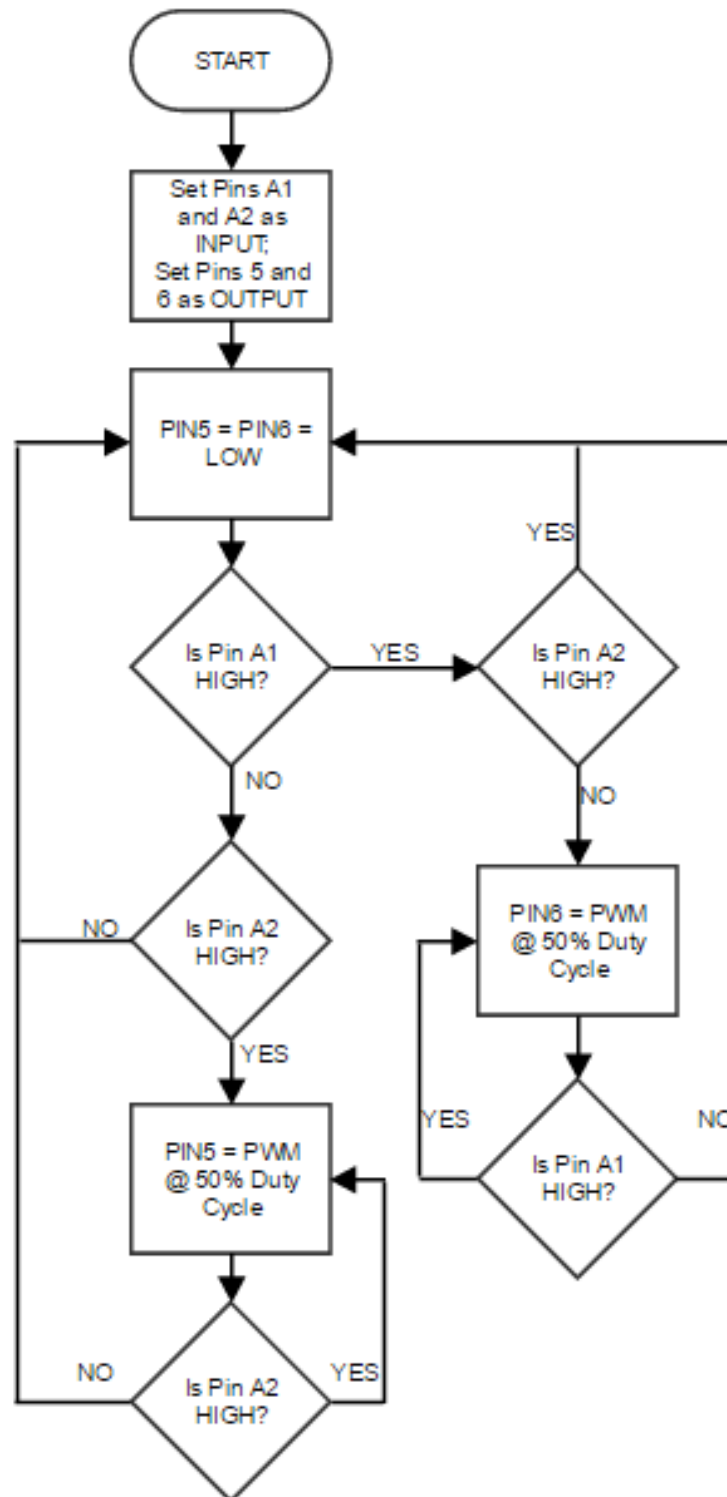 START
Set Pins A1
and A2 as
INPUT;
Set Pins 5 and
6 as OUTPUT
PIN5 = PIN6 =
LOW
YES
Is Pin A1
HIGH?
YES
Is Pin A2
HIGH?
NO
NO
PIN6 = PWM
@ 50% Duty
Cycle
NO
Is Pin A2
HIGH?
YES
YES
NO
Is Pin A1
HIGH?
PIN5 = PWM
@ 50% Duty
Cycle
NO
YES
Is Pin A2
HIGH?